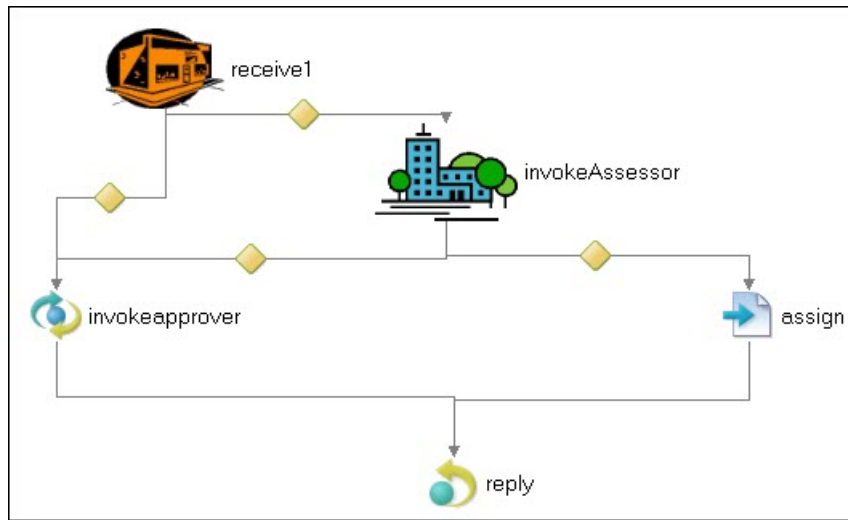 receive1
invokeAssessor
invokeapprover
assign
reply